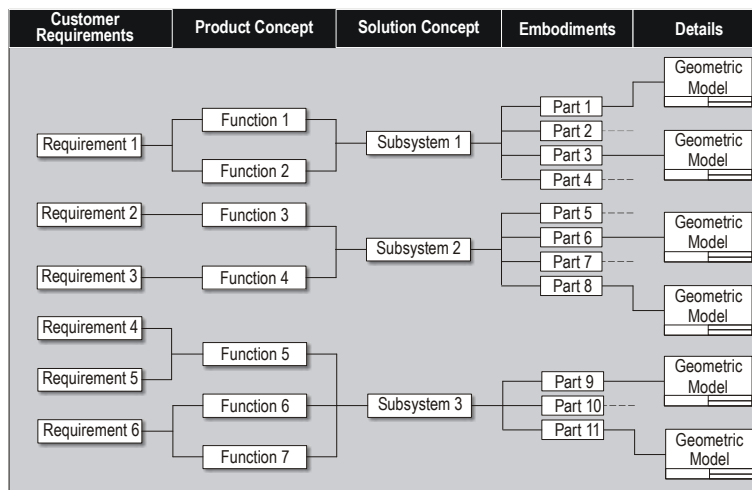 Customer
Requirements
Product Concept
Solution Concept
Embodiments
Details
Requirement 1
Requirement 2
Requirement 3
Requirement 4
Requirement 5
Requirement 6
Function 1
Function 2
Function 3
Function 4
Function 5
Function 6
Function 7
Subsystem 1
Subsystem 2
Subsystem 3
Part 1
Part 2
Part 3
Part 4
Part 5
Part 6
Part 7
Part 8
Part 9
Part 10
Part 11
Geometric
Model
Geometric
Model
Geometric
Model
Geometric
Model
Geometric
Model
Geometric
Model